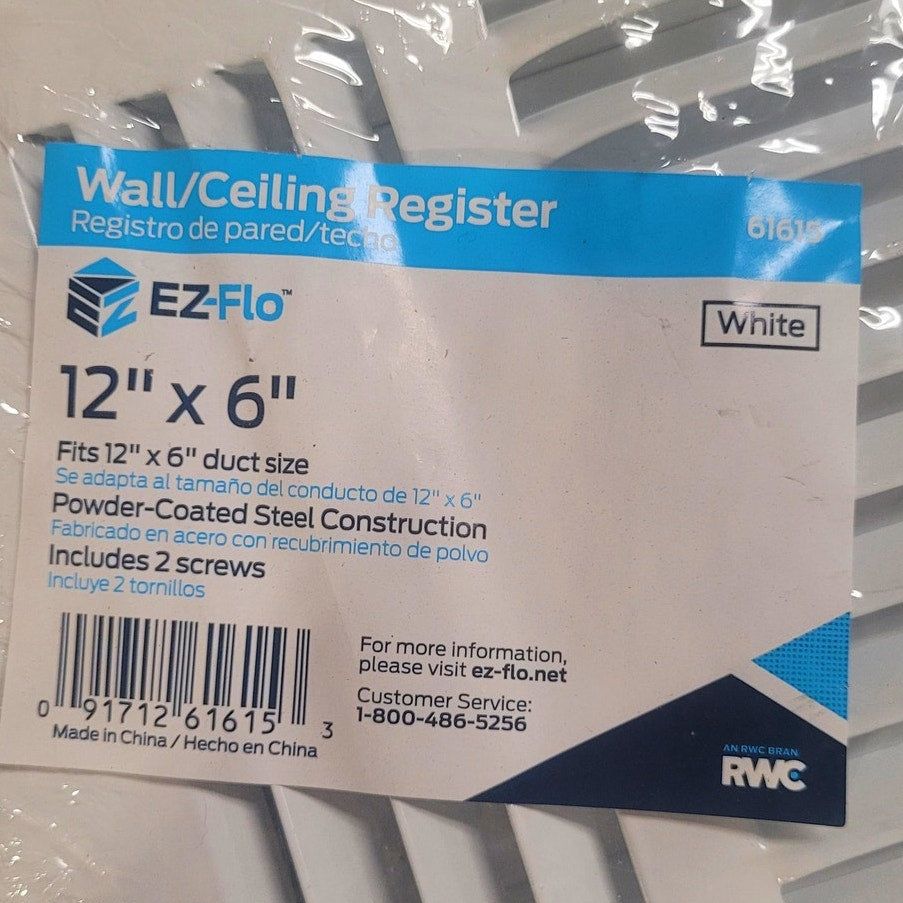 Wall/Ceiling Register
Registro de pared/techo
61615
EZ-FLO™
White
12" x 6"
Fits 12" x 6" duct size
Se adapta al tamaño del conducto de 12" x 6"
Powder-Coated Steel Construction
Fabricado en acero con recubrimiento de polvo
Includes 2 screws
Incluye 2 tornillos
0 91712 61615 3
Made in China / Hecho en China
For more information,
please visit ez-flo.net
Customer Service:
1-800-486-5256
AN RWC BRAN
RWC